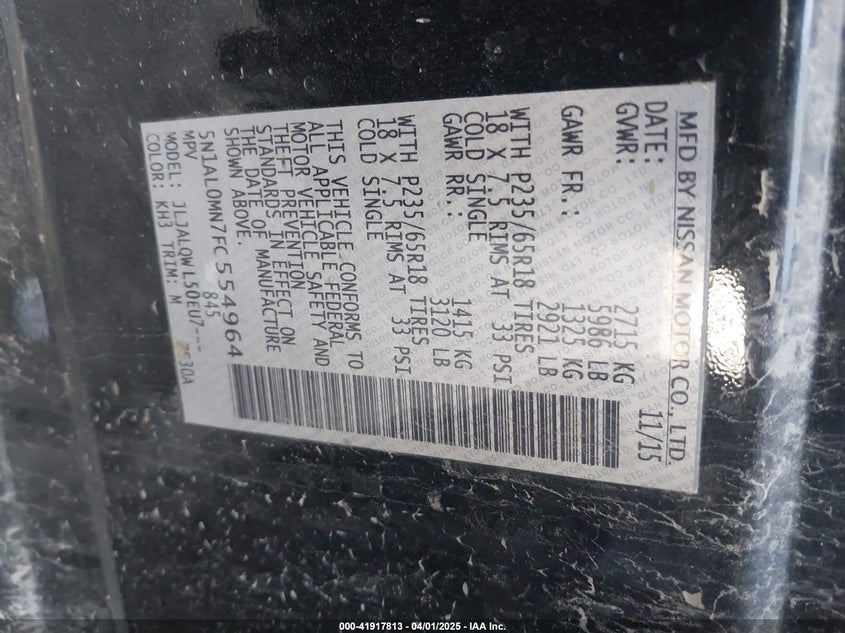 MFD BY NISSAN MOTOR CO., LTD.
DATE: 11/15
GVWR: 2715 KG
5986 LB
GAWR FR.: 1325 KG
2921 LB
WITH P235/65R18 TIRES
18 X 7.5 RIMS AT 33 PSI
COLD SINGLE
GAWR RR.: 1415 KG
3120 LB
WITH P235/65R18 TIRES
18 X 7.5 RIMS AT 33 PSI
COLD SINGLE
THIS VEHICLE CONFORMS TO
ALL APPLICABLE FEDERAL
MOTOR VEHICLE SAFETY AND
THEFT PREVENTION
STANDARDS IN EFFECT ON
THE DATE OF MANUFACTURE
SHOWN ABOVE.
5N1AL0MN7FC554964
MPV 845
MODEL: JLJALQWL50EU7---
COLOR: KH3 TRIM: M
000-41917813 - 04/01/2025 - IAA Inc.